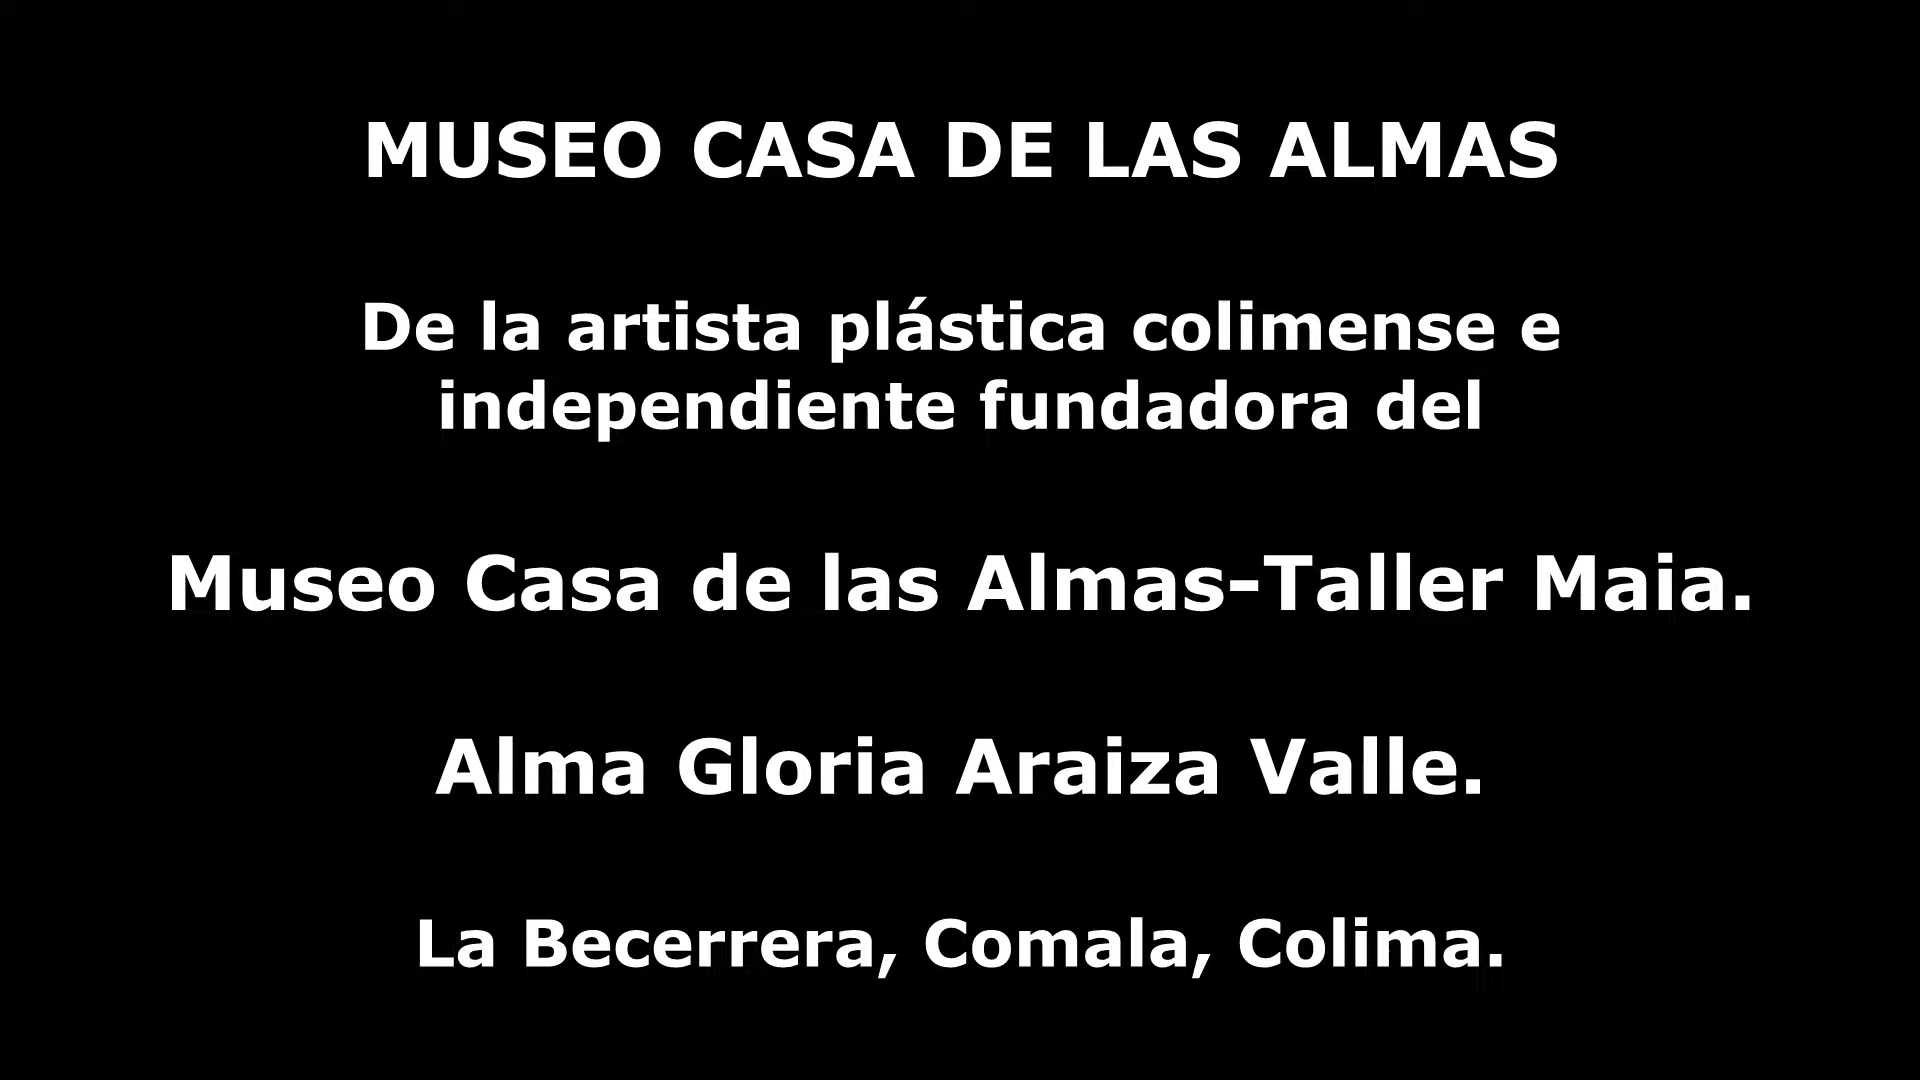 MUSEO CASA DE LAS ALMAS
De la artista plástica colimense e
independiente fundadora del
Museo Casa de las Almas-Taller Maia.
Alma Gloria Araiza Valle.
La Becerrera, Comala, Colima.